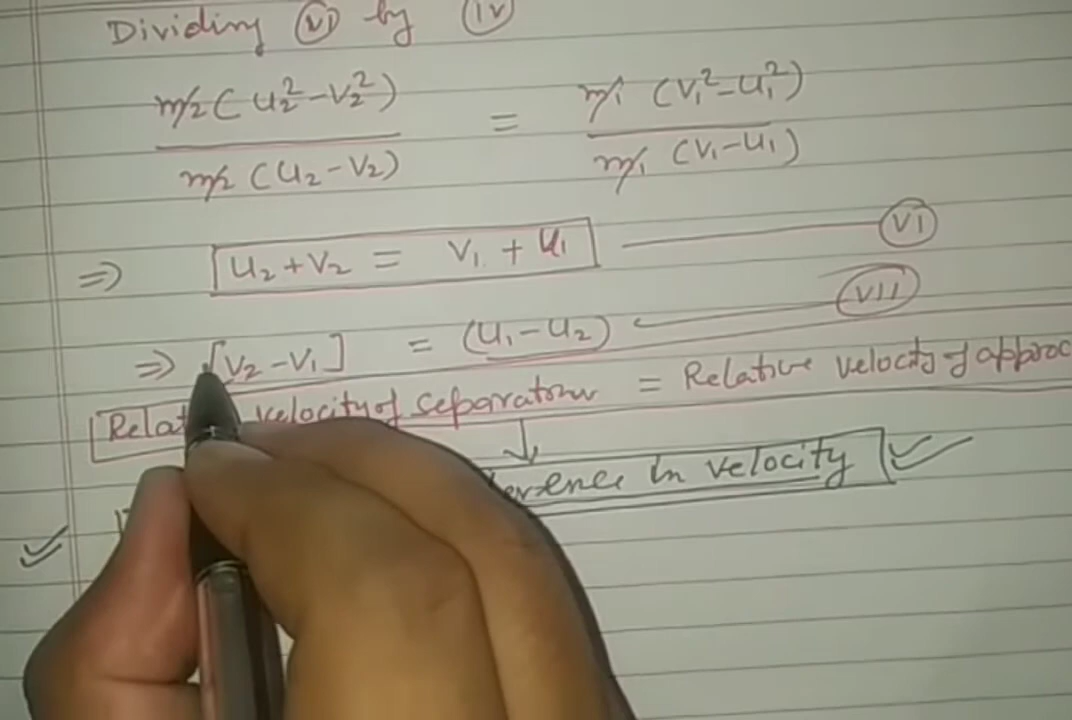 Dividing (VI) by (IV)
m2 ( u2² - v2² ) / m2 ( u2 - v2 ) = m1 ( v1² - u1² ) / m1 ( v1 - u1 )
=> u2 + v2 = v1 + u1 (VI)
=> [v2 - v1] = (u1 - u2) (VII)
velocity of separation = Relative velocity of approc
in velocity